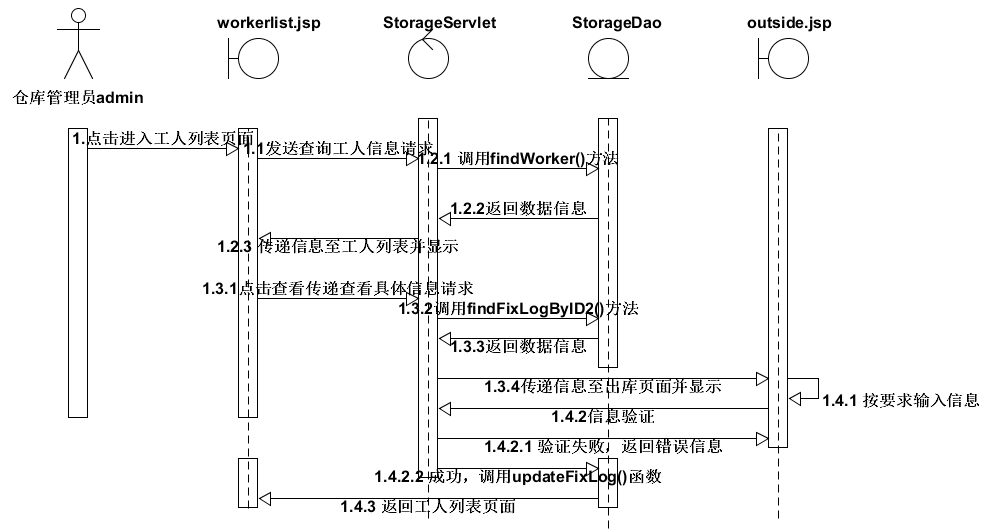 workerlist.jsp
StorageServlet
StorageDao
outside.jsp
仓库管理员admin
1.点击进入工人列表页面
1.1发送查询工人信息请求
1.2.1 调用findWorker()方法
1.2.2返回数据信息
1.2.3 传递信息至工人列表并显示
1.3.1点击查看传递查看具体信息请求
1.3.2调用findFixLogByID2()方法
1.3.3返回数据信息
1.3.4传递信息至出库页面并显示
1.4.1 按要求输入信息
1.4.2信息验证
1.4.2.1 验证失败，返回错误信息
1.4.2.2 成功，调用updateFixLog()函数
1.4.3 返回工人列表页面